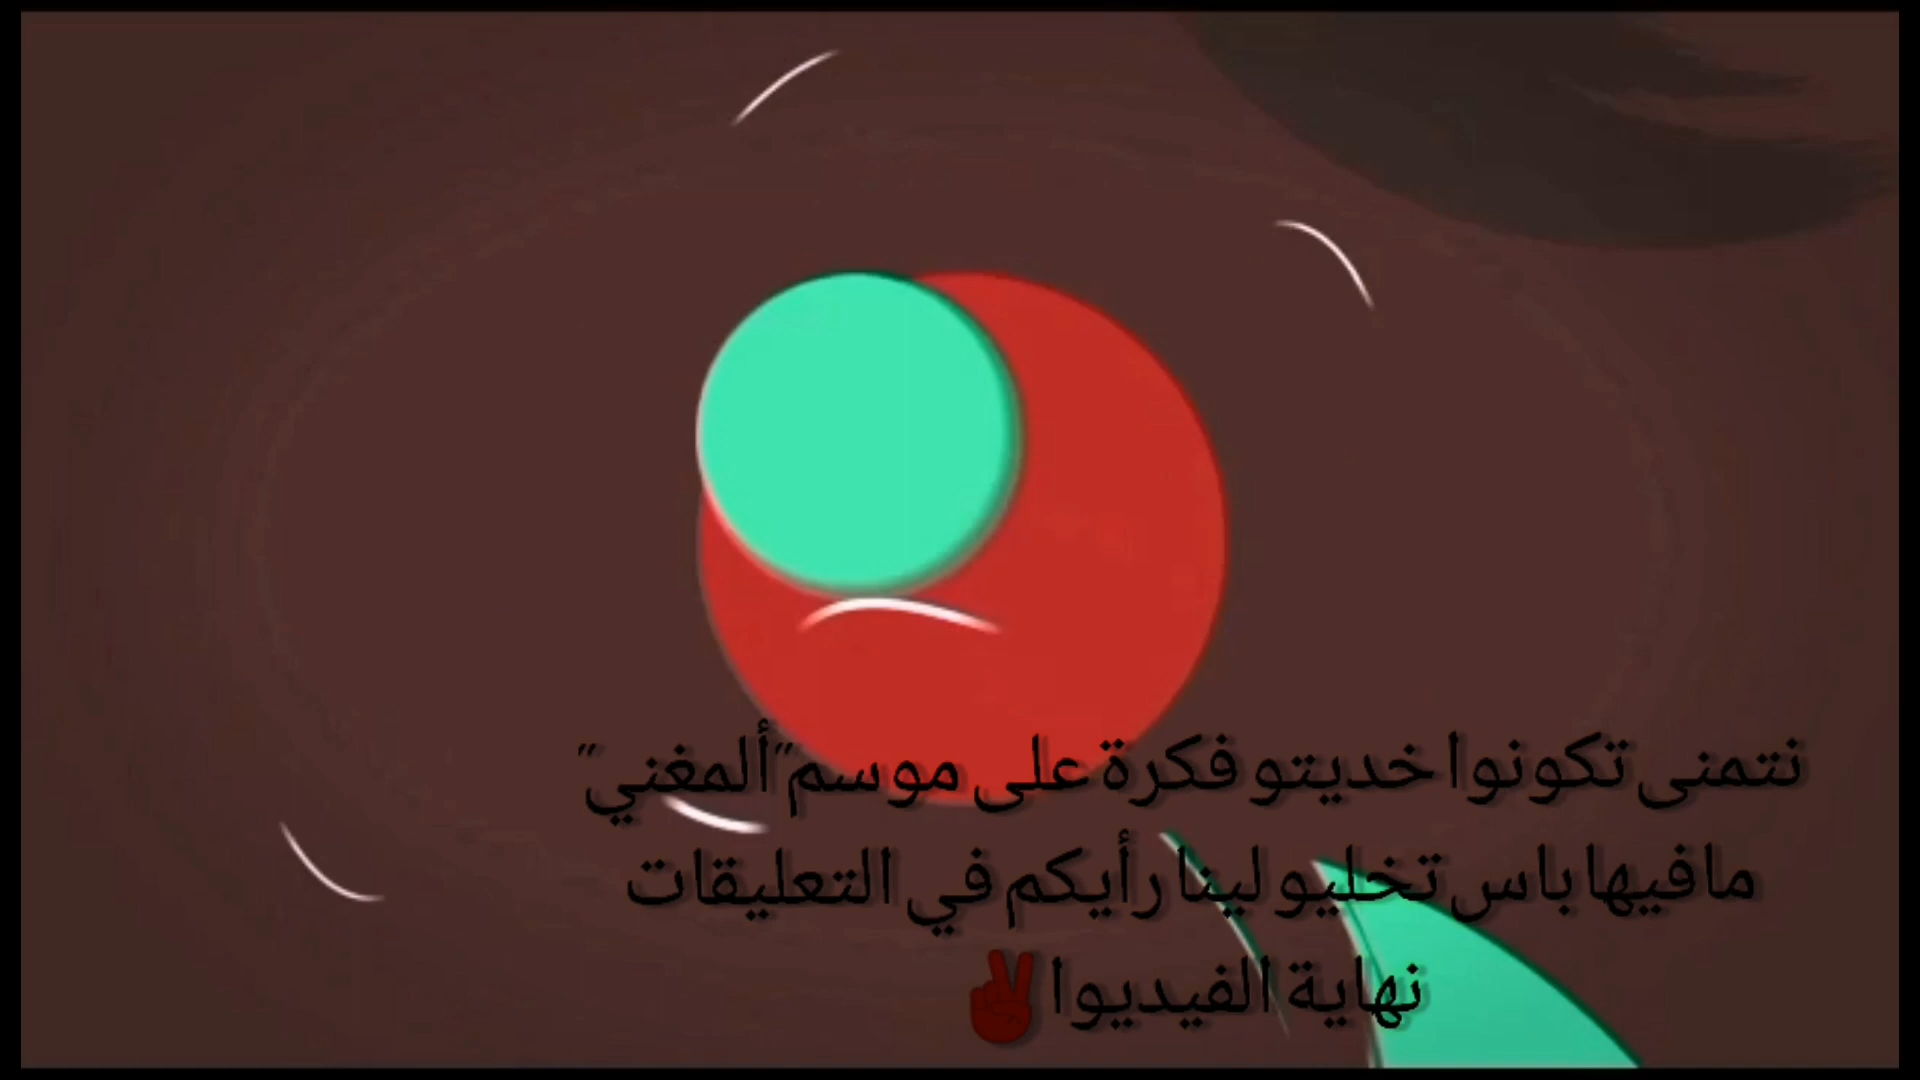 نتمنى تكونوا خديتو فكرة على موسم "ألمغني"
مافيها باس تخليو لينا رأيكم في التعليقات
نهاية الفيديوا ✌